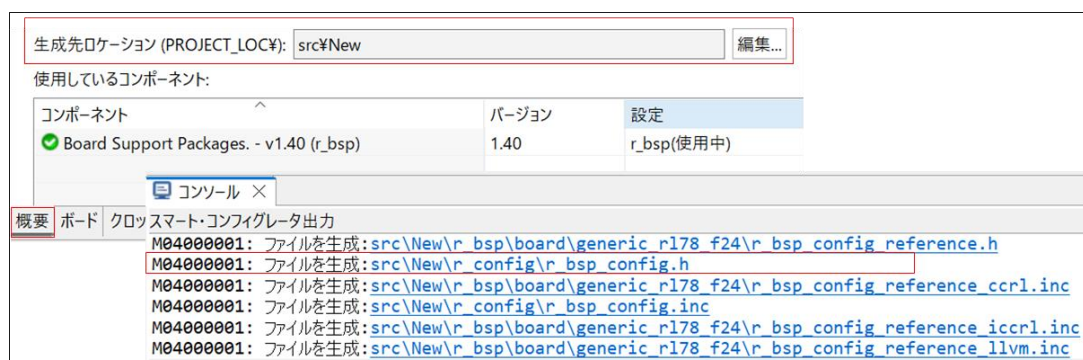 生成先ロケーション (PROJECT_LOC¥): src¥New 編集...
使用しているコンポーネント:
コンポーネント バージョン 設定
Board Support Packages. - v1.40 (r_bsp) 1.40 r_bsp(使用中)
コンソール
概要 ボード クロッ スマート・コンフィグレータ出力
M04000001: ファイルを生成:src\New\r_bsp\board\generic_rl78_f24\r_bsp_config_reference.h
M04000001: ファイルを生成:src\New\r_config\r_bsp_config.h
M04000001: ファイルを生成:src\New\r_bsp\board\generic_rl78_f24\r_bsp_config_reference_ccrl.inc
M04000001: ファイルを生成:src\New\r_config\r_bsp_config.inc
M04000001: ファイルを生成:src\New\r_bsp\board\generic_rl78_f24\r_bsp_config_reference_iccrl.inc
M04000001: ファイルを生成:src\New\r_bsp\board\generic_rl78_f24\r_bsp_config_reference_llvm.inc